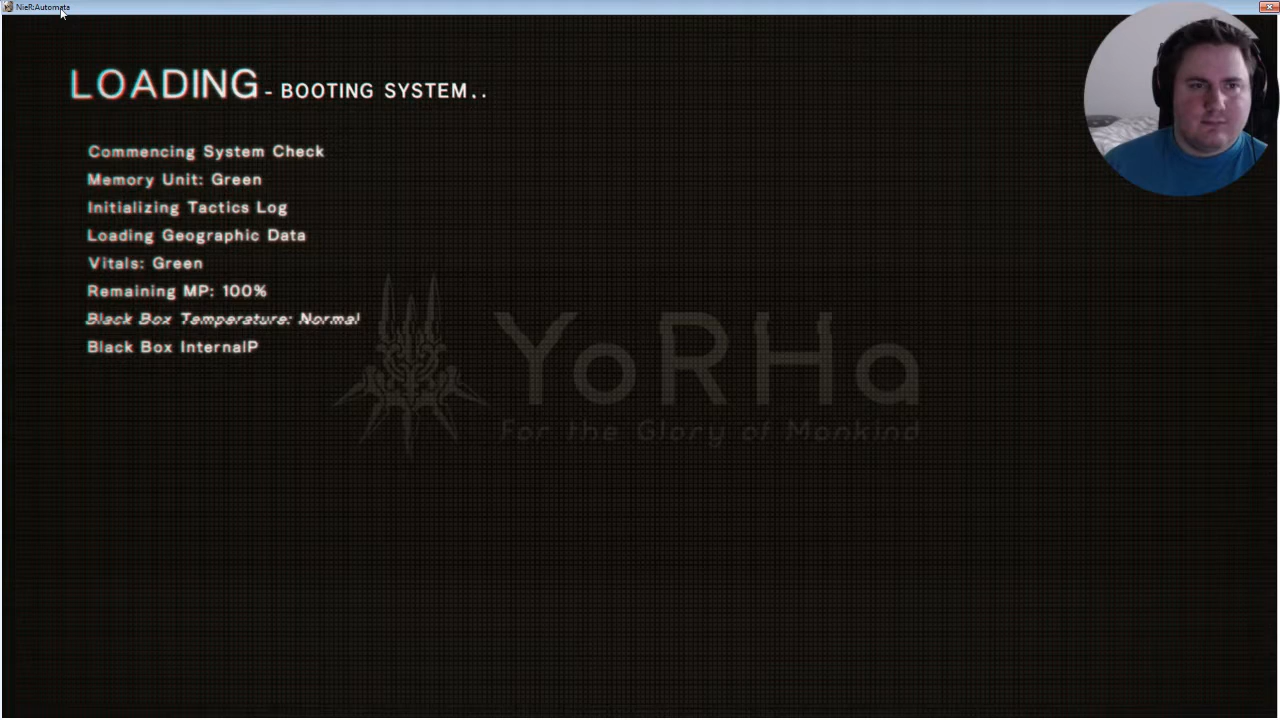 NieR:Automata
LOADING - BOOTING SYSTEM..
Commencing System Check
Memory Unit: Green
Initializing Tactics Log
Loading Geographic Data
Vitals: Green
Remaining MP: 100%
Black Box Temperature: Normal
Black Box InternalP
YoRHa
For the Glory of Mankind